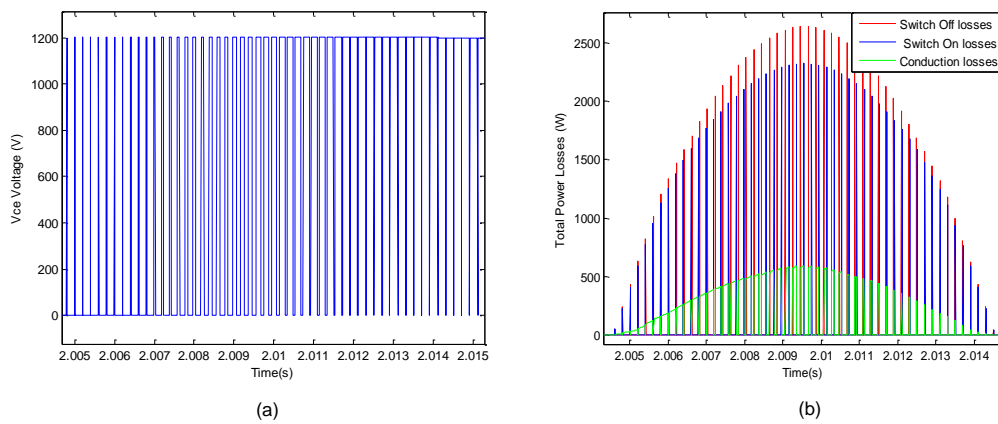 1200
1000
800
600
400
200
0
Vce Voltage (V)
2.005 2.006 2.007 2.008 2.009 2.01 2.011 2.012 2.013 2.014 2.015
Time(s)
(a)
Switch Off losses
Switch On losses
Conduction losses
2500
2000
1500
1000
500
0
Total Power Losses (W)
2.005 2.006 2.007 2.008 2.009 2.01 2.011 2.012 2.013 2.014
Time(s)
(b)